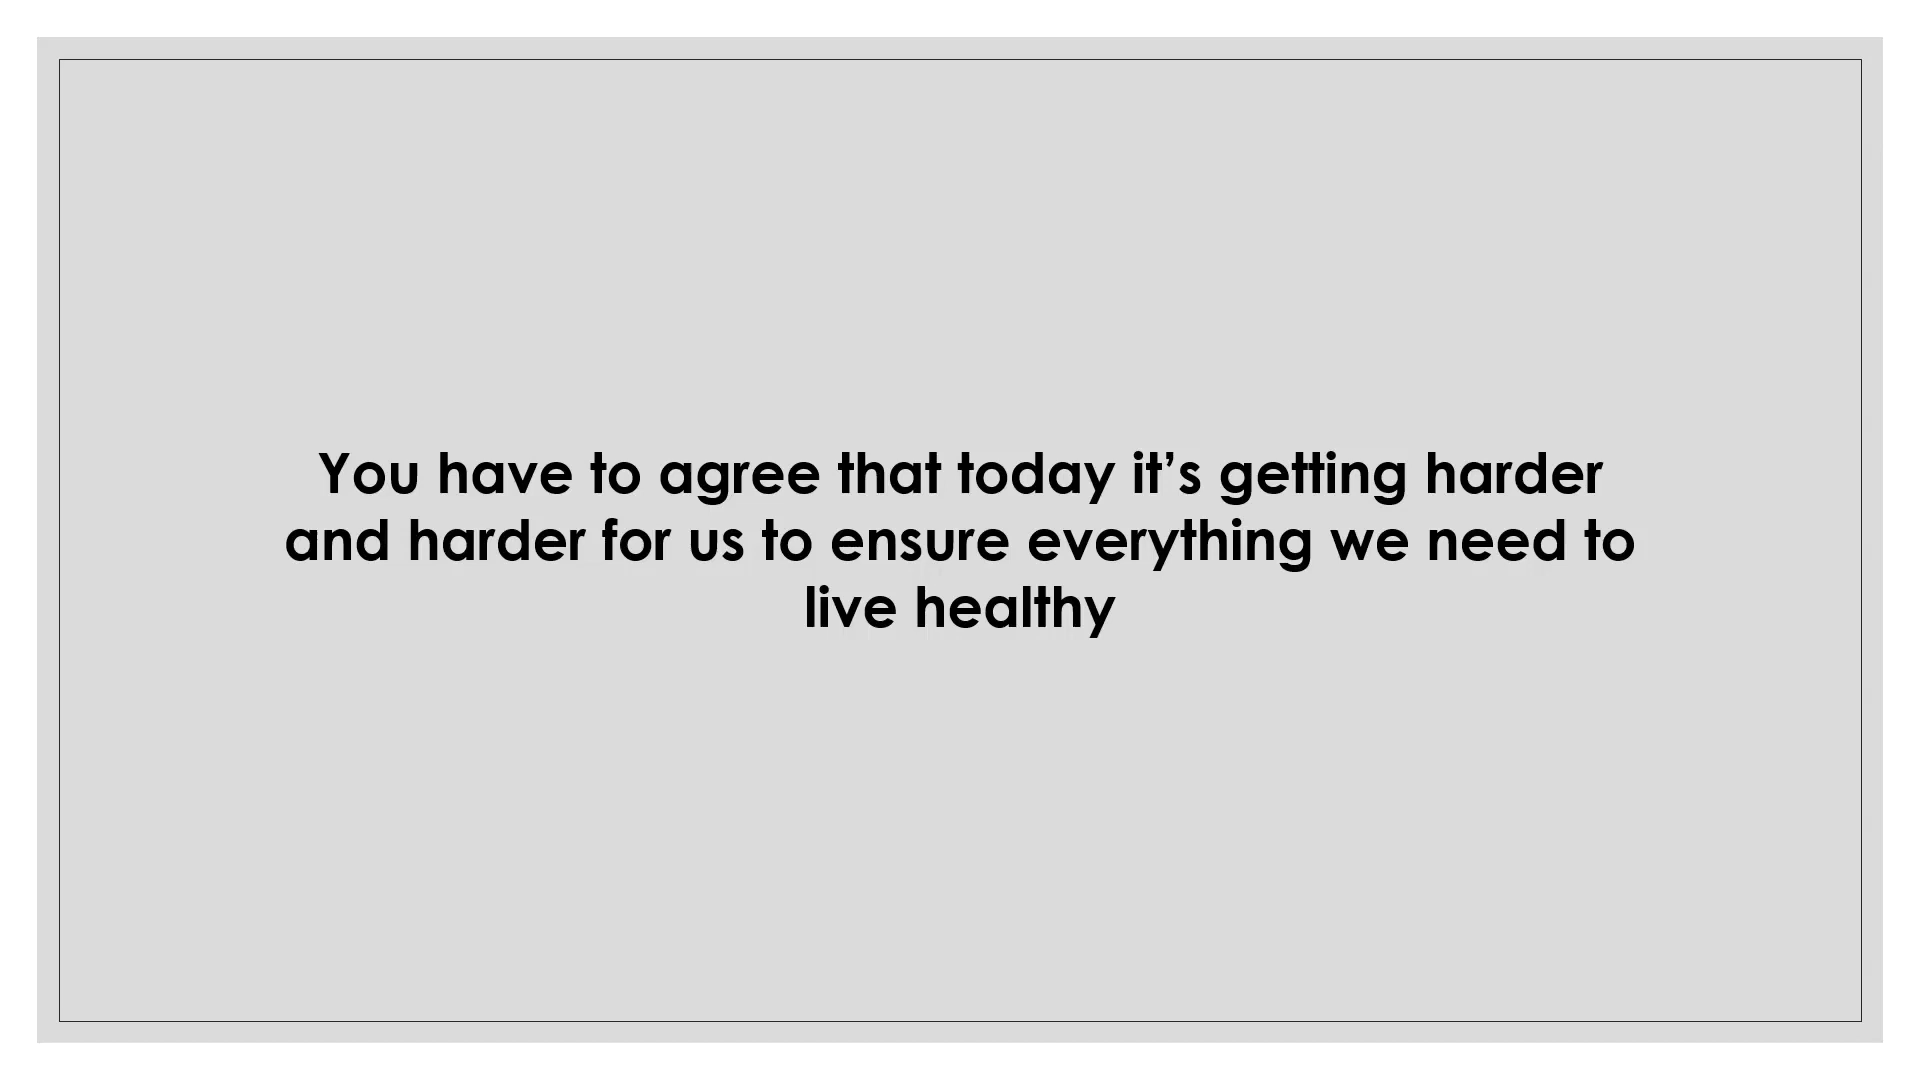 You have to agree that today it’s getting harder
and harder for us to ensure everything we need to
live healthy